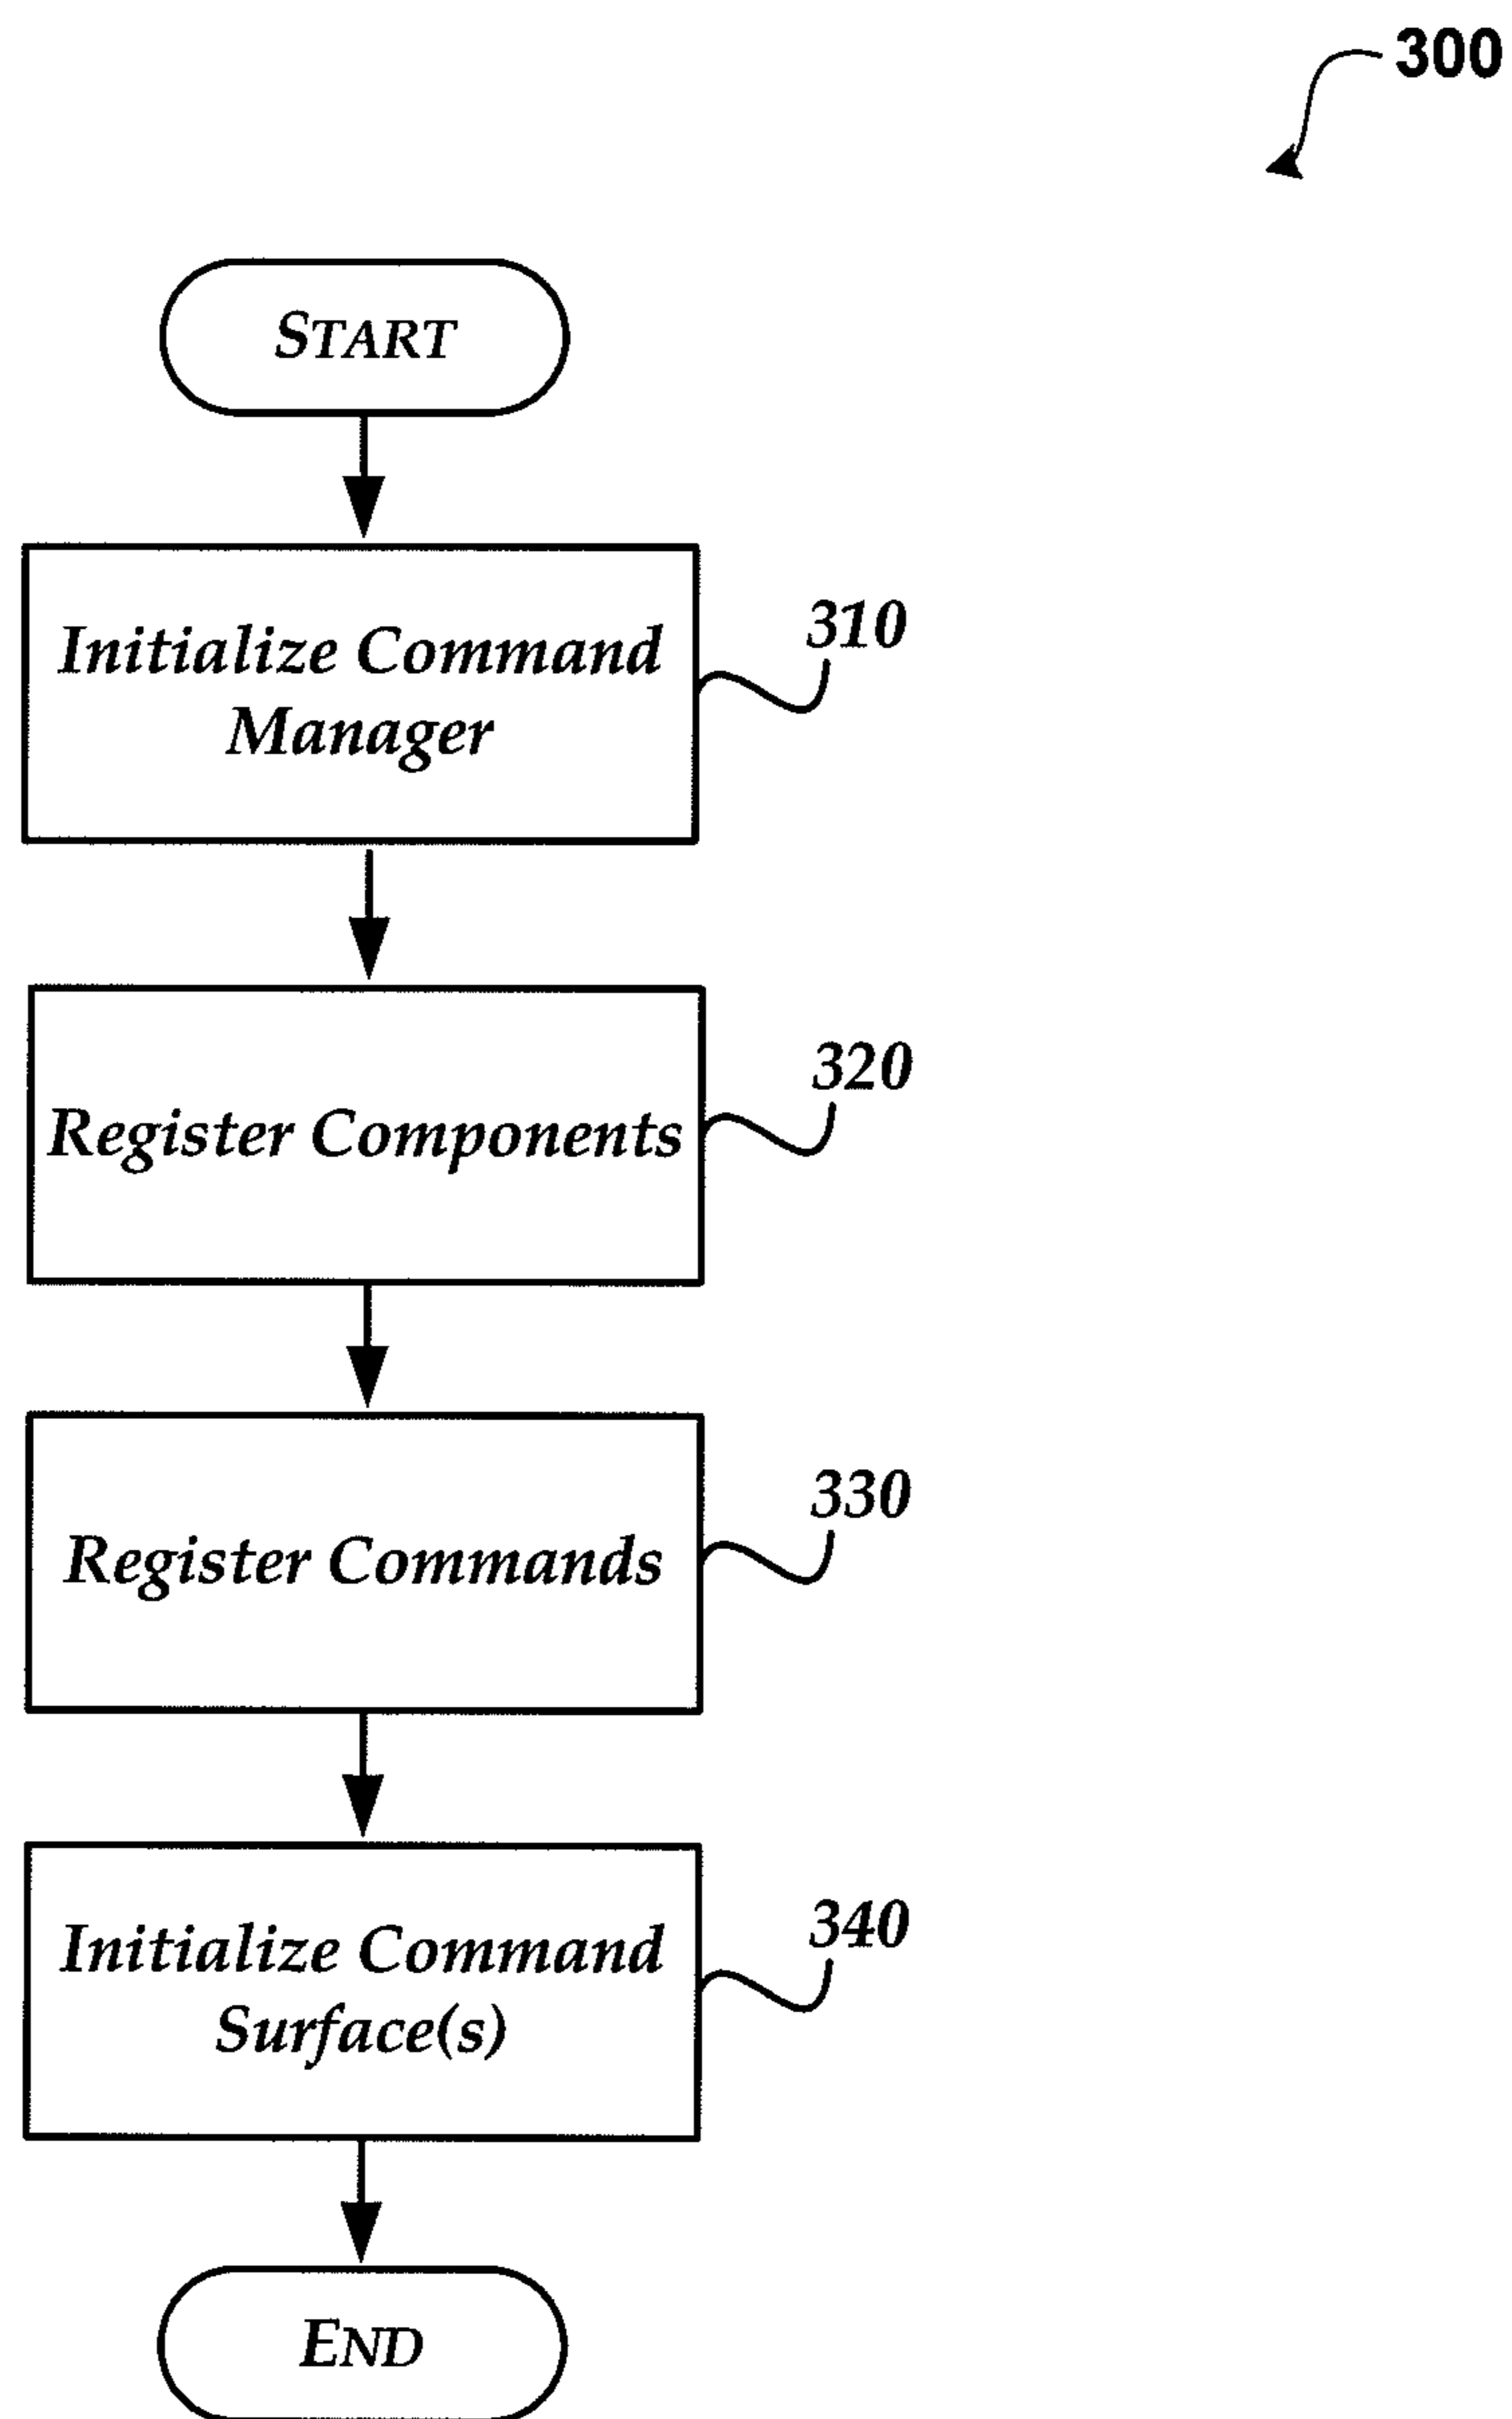 300
START
Initialize Command
Manager
310
Register Components
320
Register Commands
330
Initialize Command
Surface(s)
340
END